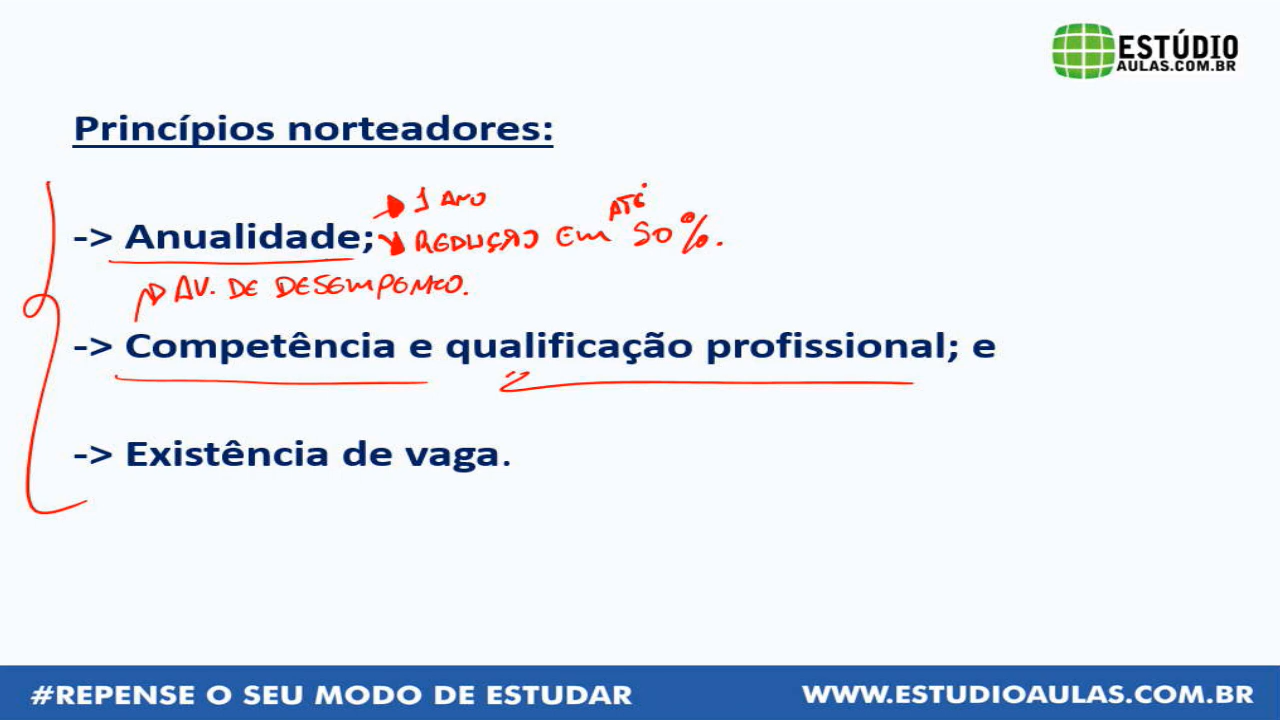 ESTÚDIO
AULAS.COM.BR
Princípios norteadores:
1 ANO
-> Anualidade; REDUÇÃO EM ATÉ 50%.
AV. DE DESEMPENHO.
-> Competência e qualificação profissional; e
-> Existência de vaga.
#REPENSE O SEU MODO DE ESTUDAR
WWW.ESTUDIOAULAS.COM.BR